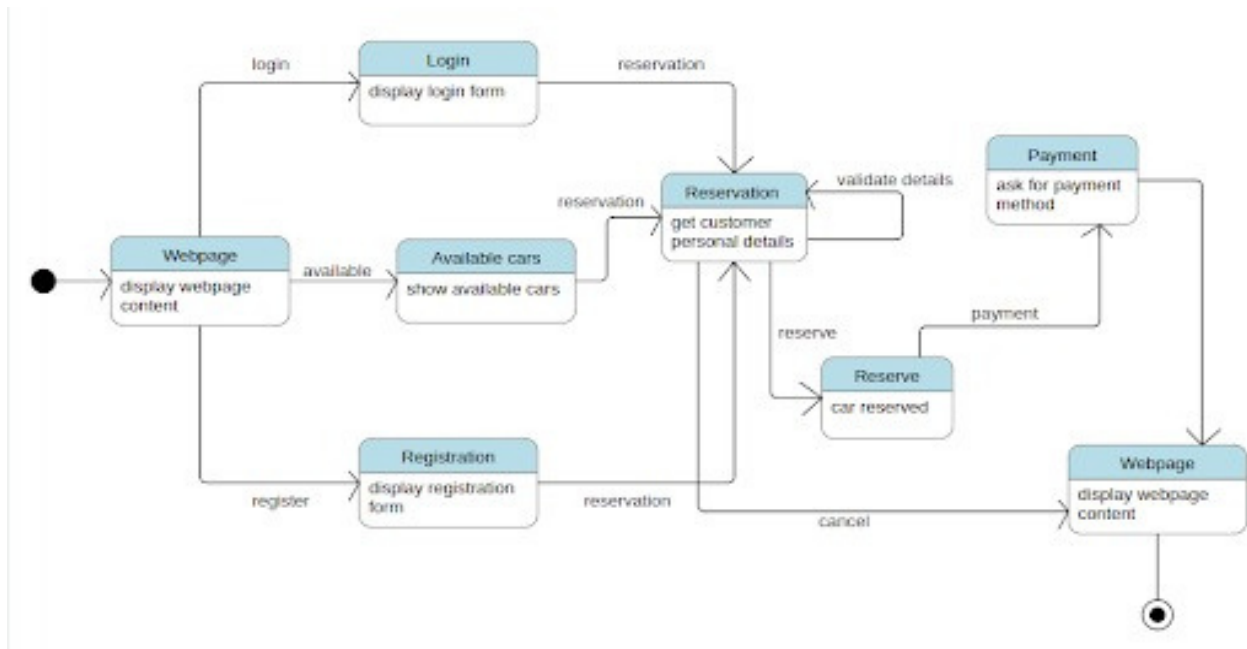 login
Login
display login form
reservation
Payment
ask for payment
method
Reservation
get customer
personal details
validate details
reservation
Webpage
display webpage
content
available
Available cars
show available cars
payment
reserve
Reserve
car reserved
Registration
display registration
form
register
reservation
cancel
Webpage
display webpage
content